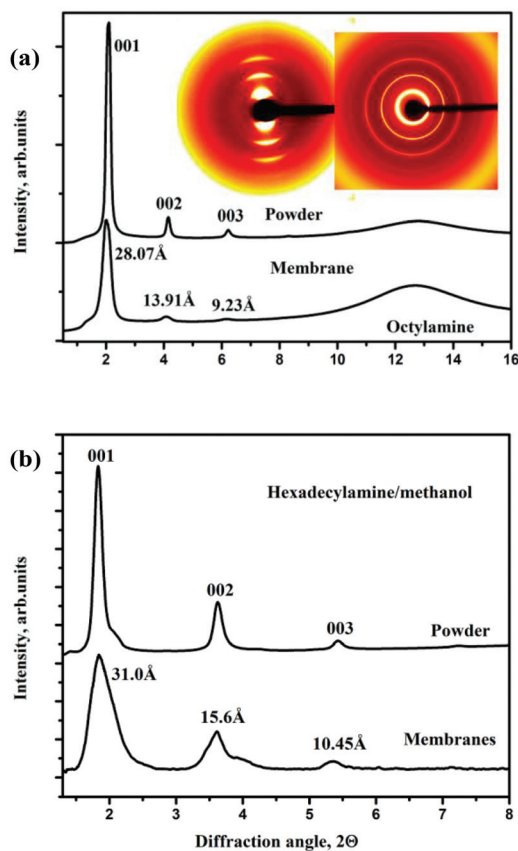 (a)
001
002
003
Powder
28.07Å
Membrane
13.91Å
9.23Å
Octylamine
Intensity, arb.units
2
4
6
8
10
12
14
16
(b)
001
Hexadecylamine/methanol
002
003
Powder
31.0Å
15.6Å
10.45Å
Membranes
Intensity, arb.units
2
3
4
5
6
7
8
Diffraction angle, 2Θ